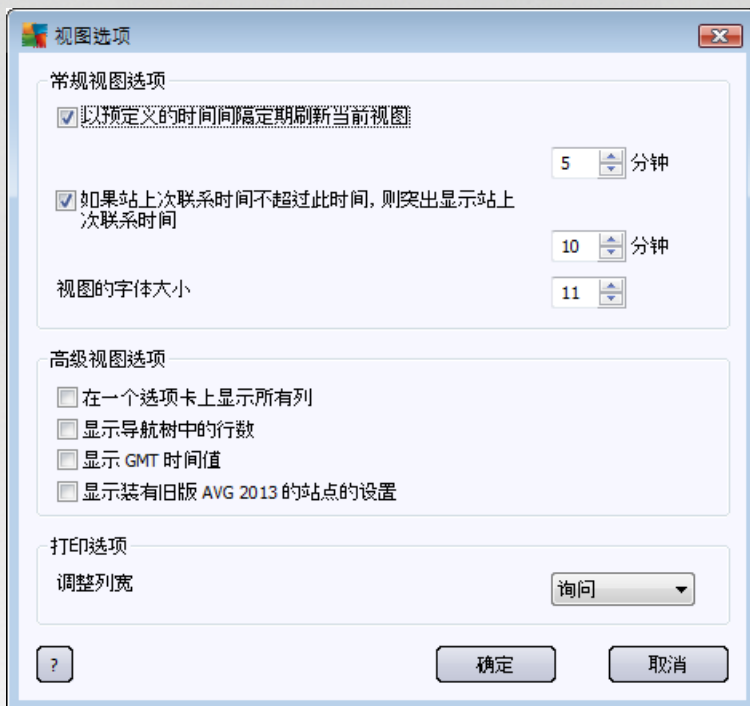 视图选项
常规视图选项
以预定义的时间间隔定期刷新当前视图
5 分钟
如果站上次联系时间不超过此时间, 则突出显示站上
次联系时间
10 分钟
视图的字体大小
11
高级视图选项
在一个选项卡上显示所有列
显示导航树中的行数
显示 GMT 时间值
显示装有旧版 AVG 2013 的站点的设置
打印选项
调整列宽
询问
?
确定
取消